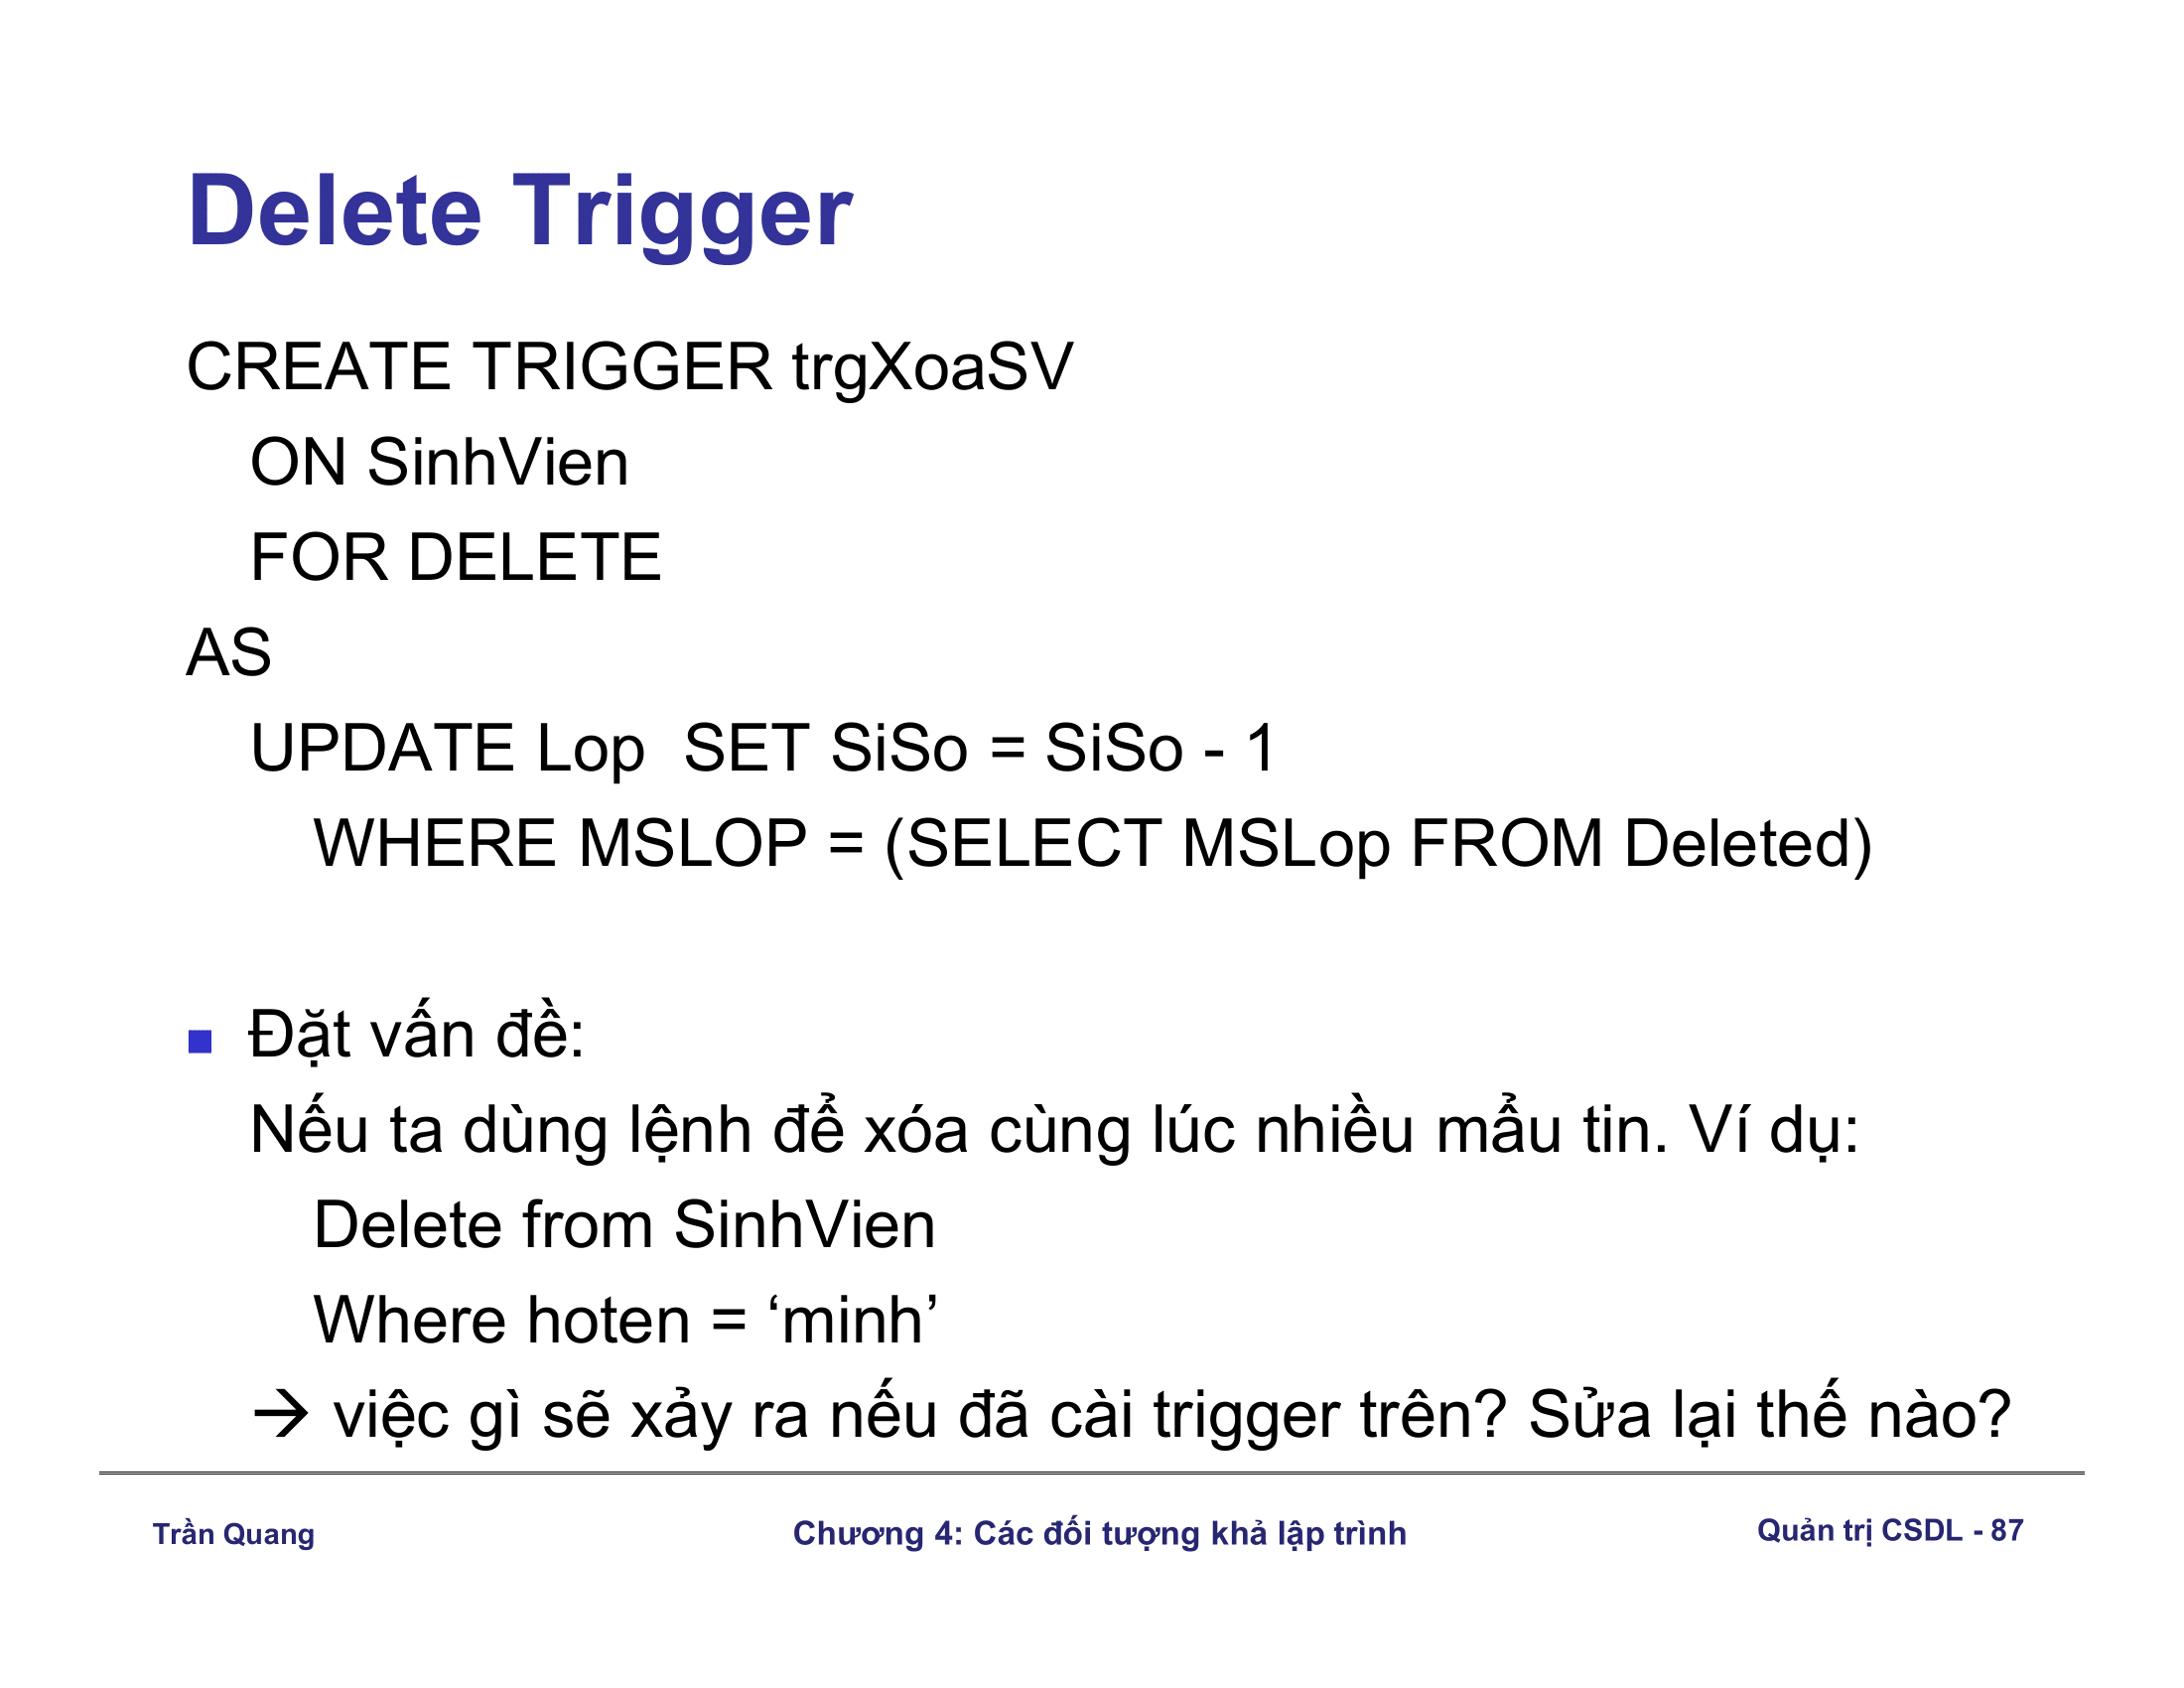 Delete Trigger
CREATE TRIGGER trgXoaSV
ON SinhVien
FOR DELETE
AS
UPDATE Lop  SET SiSo = SiSo - 1
WHERE MSLOP = (SELECT MSLop FROM Deleted)
■ Đặt vấn đề:
Nếu ta dùng lệnh để xóa cùng lúc nhiều mẩu tin. Ví dụ:
Delete from SinhVien
Where hoten = ‘minh’
→ việc gì sẽ xảy ra nếu đã cài trigger trên? Sửa lại thế nào?
Trần Quang
Chương 4: Các đối tượng khả lập trình
Quản trị CSDL - 87